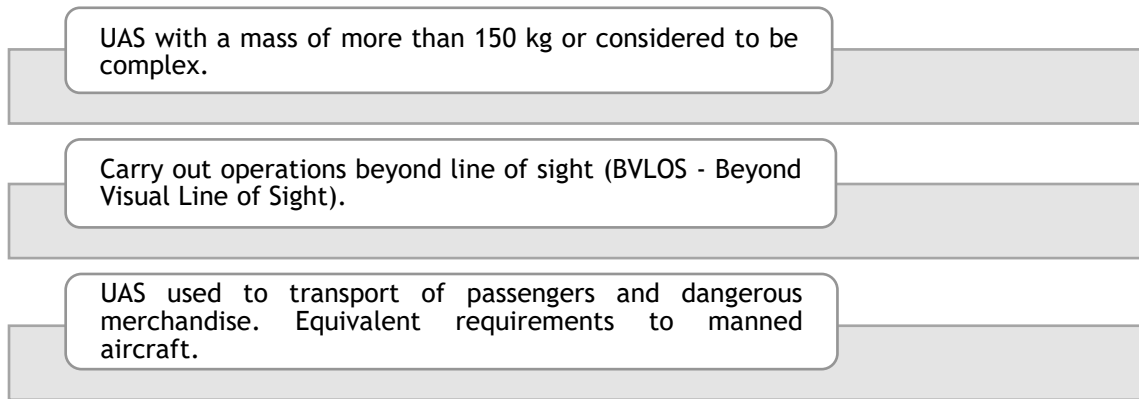 UAS with a mass of more than 150 kg or considered to be
complex.
Carry out operations beyond line of sight (BVLOS - Beyond
Visual Line of Sight).
UAS used to transport of passengers and dangerous
merchandise. Equivalent requirements to manned
aircraft.